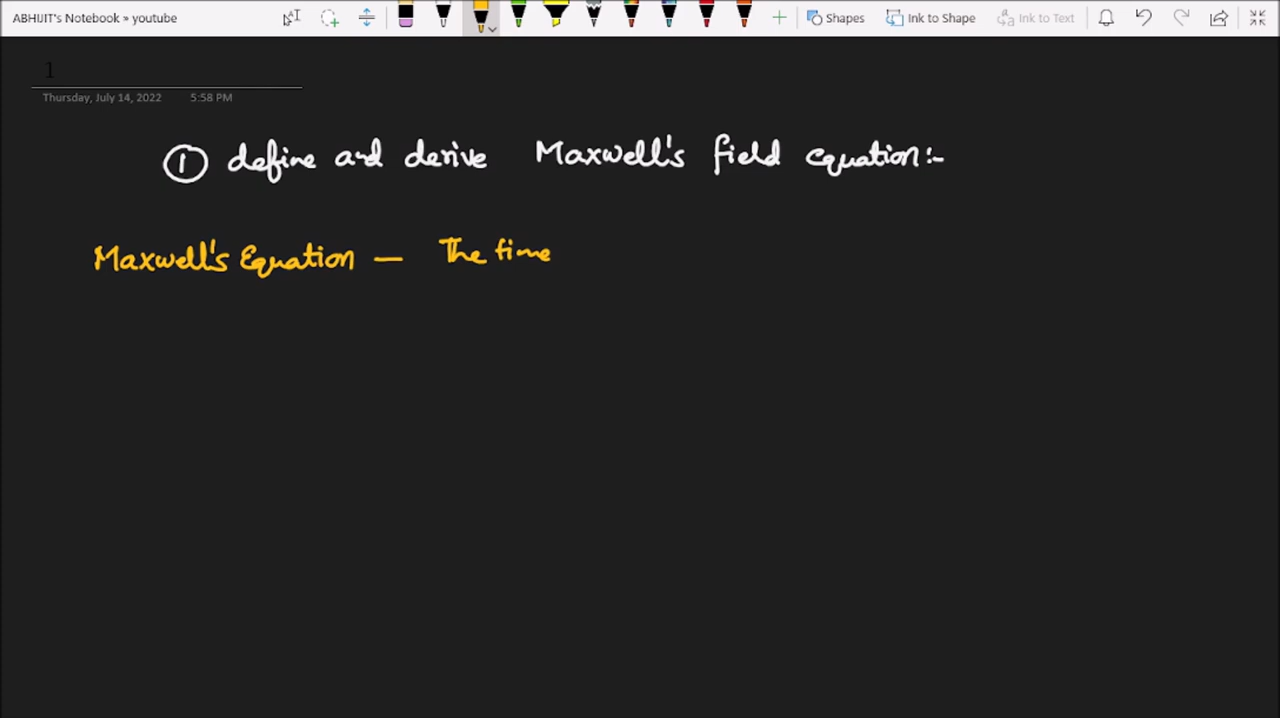 ABHIJIT's Notebook » youtube
Shapes
Ink to Shape
Ink to Text
1
Thursday, July 14, 2022 5:58 PM
① define and derive Maxwell's field equation:-
Maxwell's Equation — The time